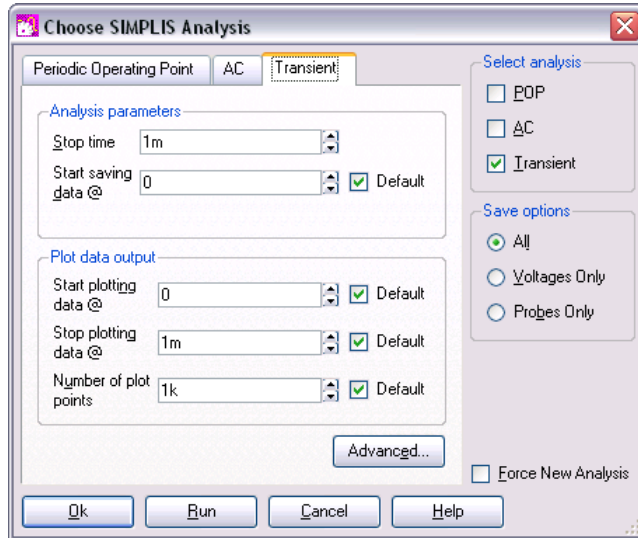 Choose SIMPLIS Analysis
Periodic Operating Point
AC
Transient
Analysis parameters
Stop time
1m
Start saving
data @
0
Default
Plot data output
Start plotting
data @
0
Default
Stop plotting
data @
1m
Default
Number of plot
points
1k
Default
Advanced...
Select analysis
POP
AC
Transient
Save options
All
Voltages Only
Probes Only
Force New Analysis
Ok
Run
Cancel
Help